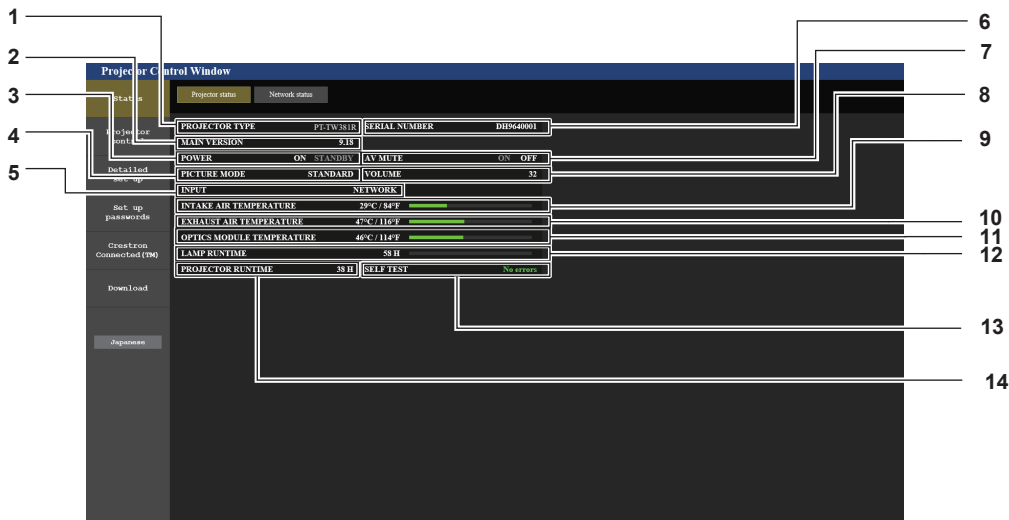 1
2
3
4
5
6
7
8
9
10
11
12
13
14
Projector Control Window
Status
Projector status
Network status
Projector
control
Detailed
set up
Set up
passwords
Crestron
Connected(TM)
Download
Japanese
PROJECTOR TYPE PT-TW381R
SERIAL NUMBER DH9640001
MAIN VERSION 9.18
POWER ON STANDBY
AV MUTE ON OFF
PICTURE MODE STANDARD
VOLUME 32
INPUT NETWORK
INTAKE AIR TEMPERATURE 29°C / 84°F
EXHAUST AIR TEMPERATURE 47°C / 116°F
OPTICS MODULE TEMPERATURE 46°C / 114°F
LAMP RUNTIME 58 H
PROJECTOR RUNTIME 38 H
SELF TEST No errors